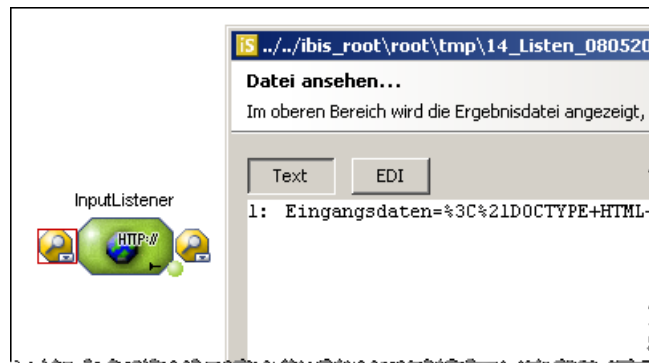 iS ../../ibis_root\root\tmp\14_Listen_080520
Datei ansehen...
Im oberen Bereich wird die Ergebnisdatei angezeigt,
Text EDI
InputListener
1: Eingangsdaten=%3C%21DOCTYPE+HTML-
HTTP://